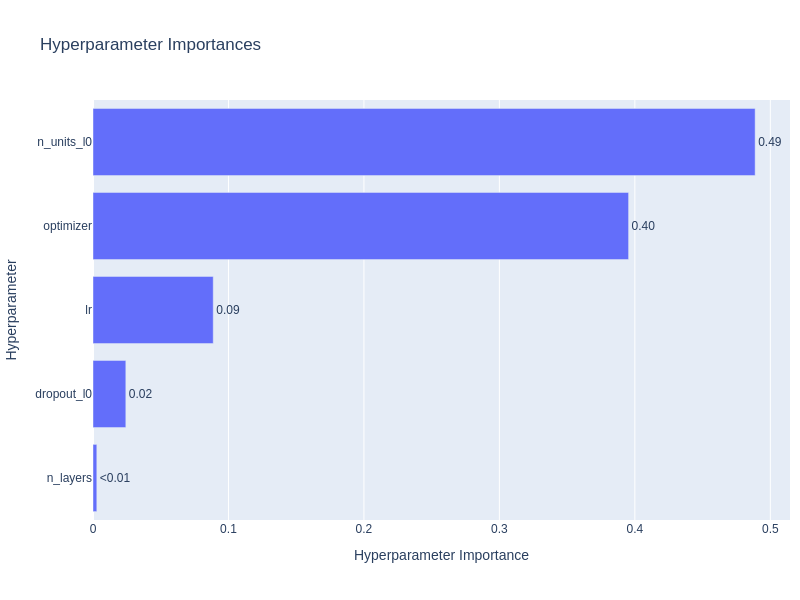 Hyperparameter Importances
Hyperparameter
n_units_l0
0.49
optimizer
0.40
lr
0.09
dropout_l0
0.02
n_layers
<0.01
0
0.1
0.2
0.3
0.4
0.5
Hyperparameter Importance